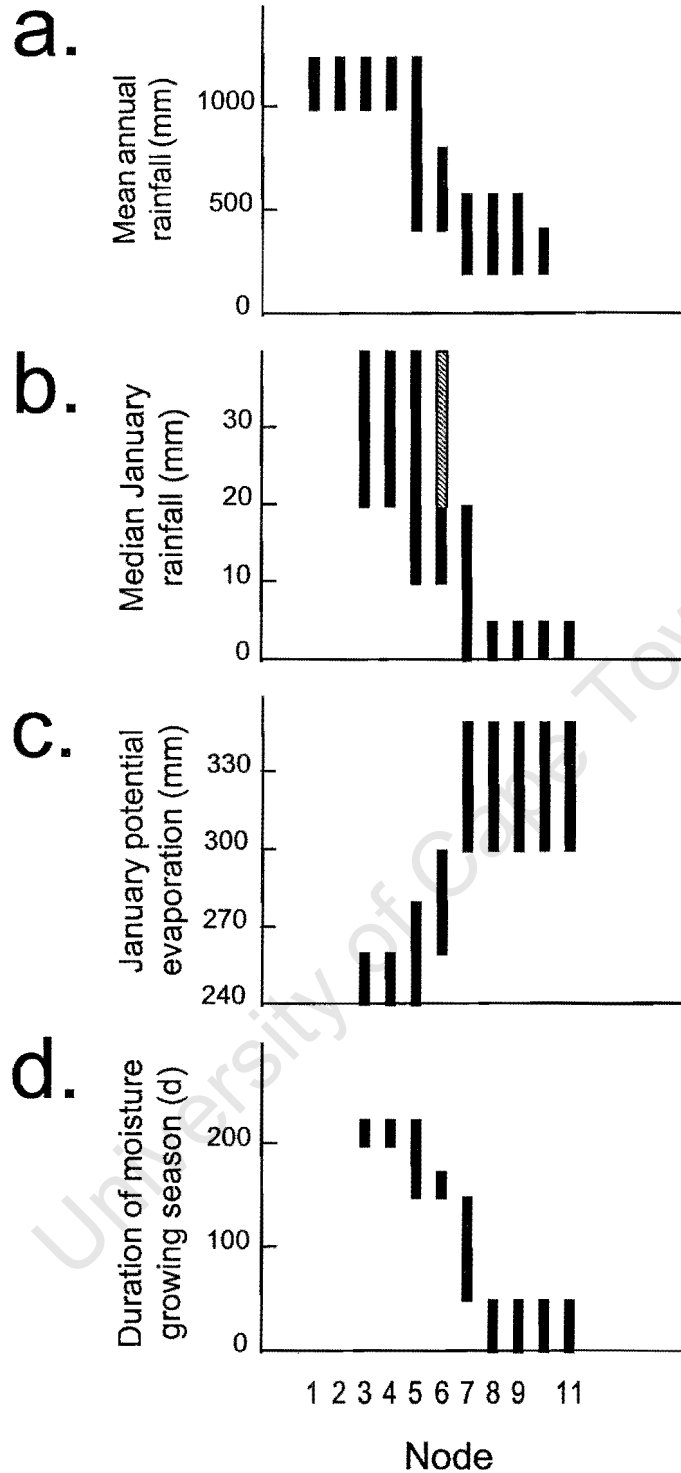 a.
Mean annual
rainfall (mm)
1000
500
0
b.
Median January
rainfall (mm)
30
20
10
0
c.
January potential
evaporation (mm)
330
300
270
240
d.
Duration of moisture
growing season (d)
200
100
0
1 2 3 4 5 6 7 8 9 11
Node
University of Cape Tow